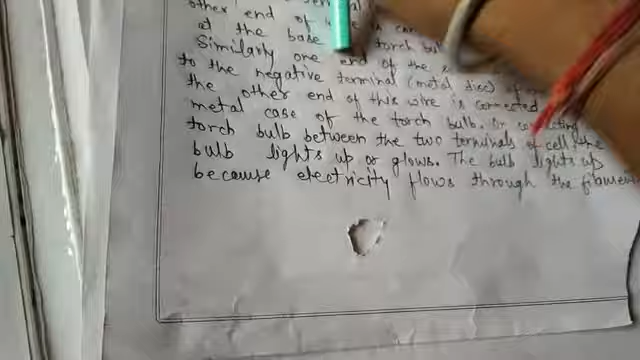 other end of
at the base torch
Similarly one end of the
to the negative terminal (metal disc) of
the other end of this wire is connected
metal case of the torch bulb. On connecting
torch bulb between the two terminals of cell, the
bulb lights up or glows. The bulb lights up
because electricity flows through the